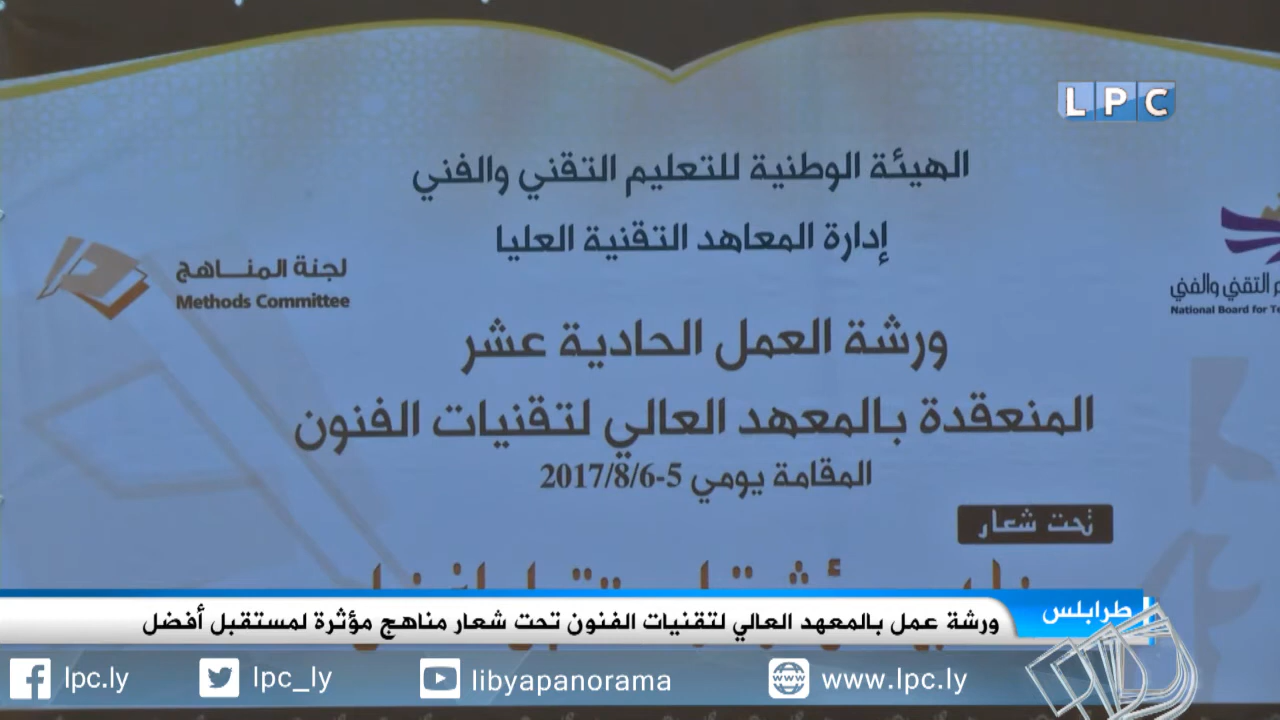 LPC
الهيئة الوطنية للتعليم التقني والفني
إدارة المعاهد التقنية العليا
لجنة المناهج
Methods Committee
التقني والفني
National Board for
ورشة العمل الحادية عشر
المنعقدة بالمعهد العالي لتقنيات الفنون
المقامة يومي 5-2017/8/6
تحت شعار
طرابلس
ورشة عمل بالمعهد العالي لتقنيات الفنون تحت شعار مناهج مؤثرة لمستقبل أفضل
lpc.ly
lpc_ly
libyapanorama
www.lpc.ly